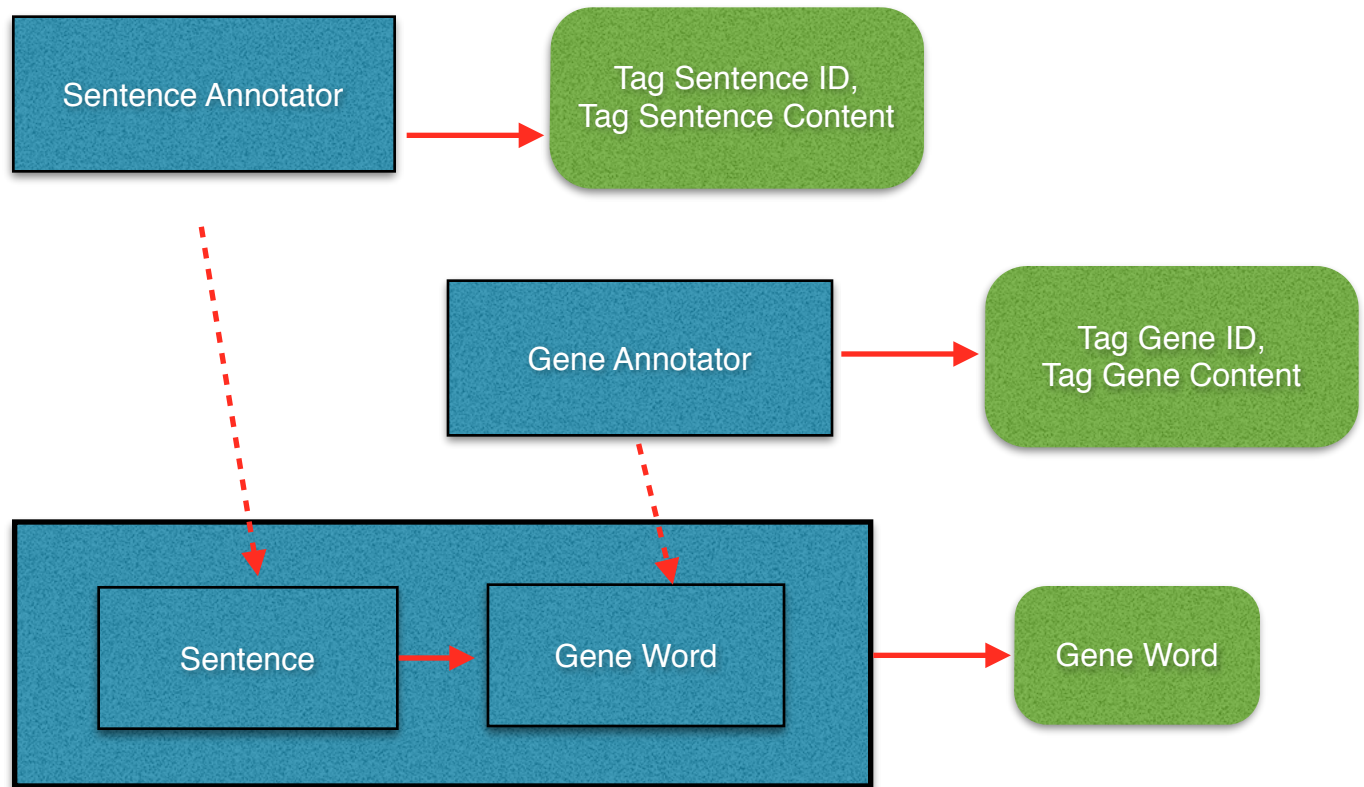 Sentence Annotator
Tag Sentence ID,
Tag Sentence Content
Gene Annotator
Tag Gene ID,
Tag Gene Content
Sentence
Gene Word
Gene Word